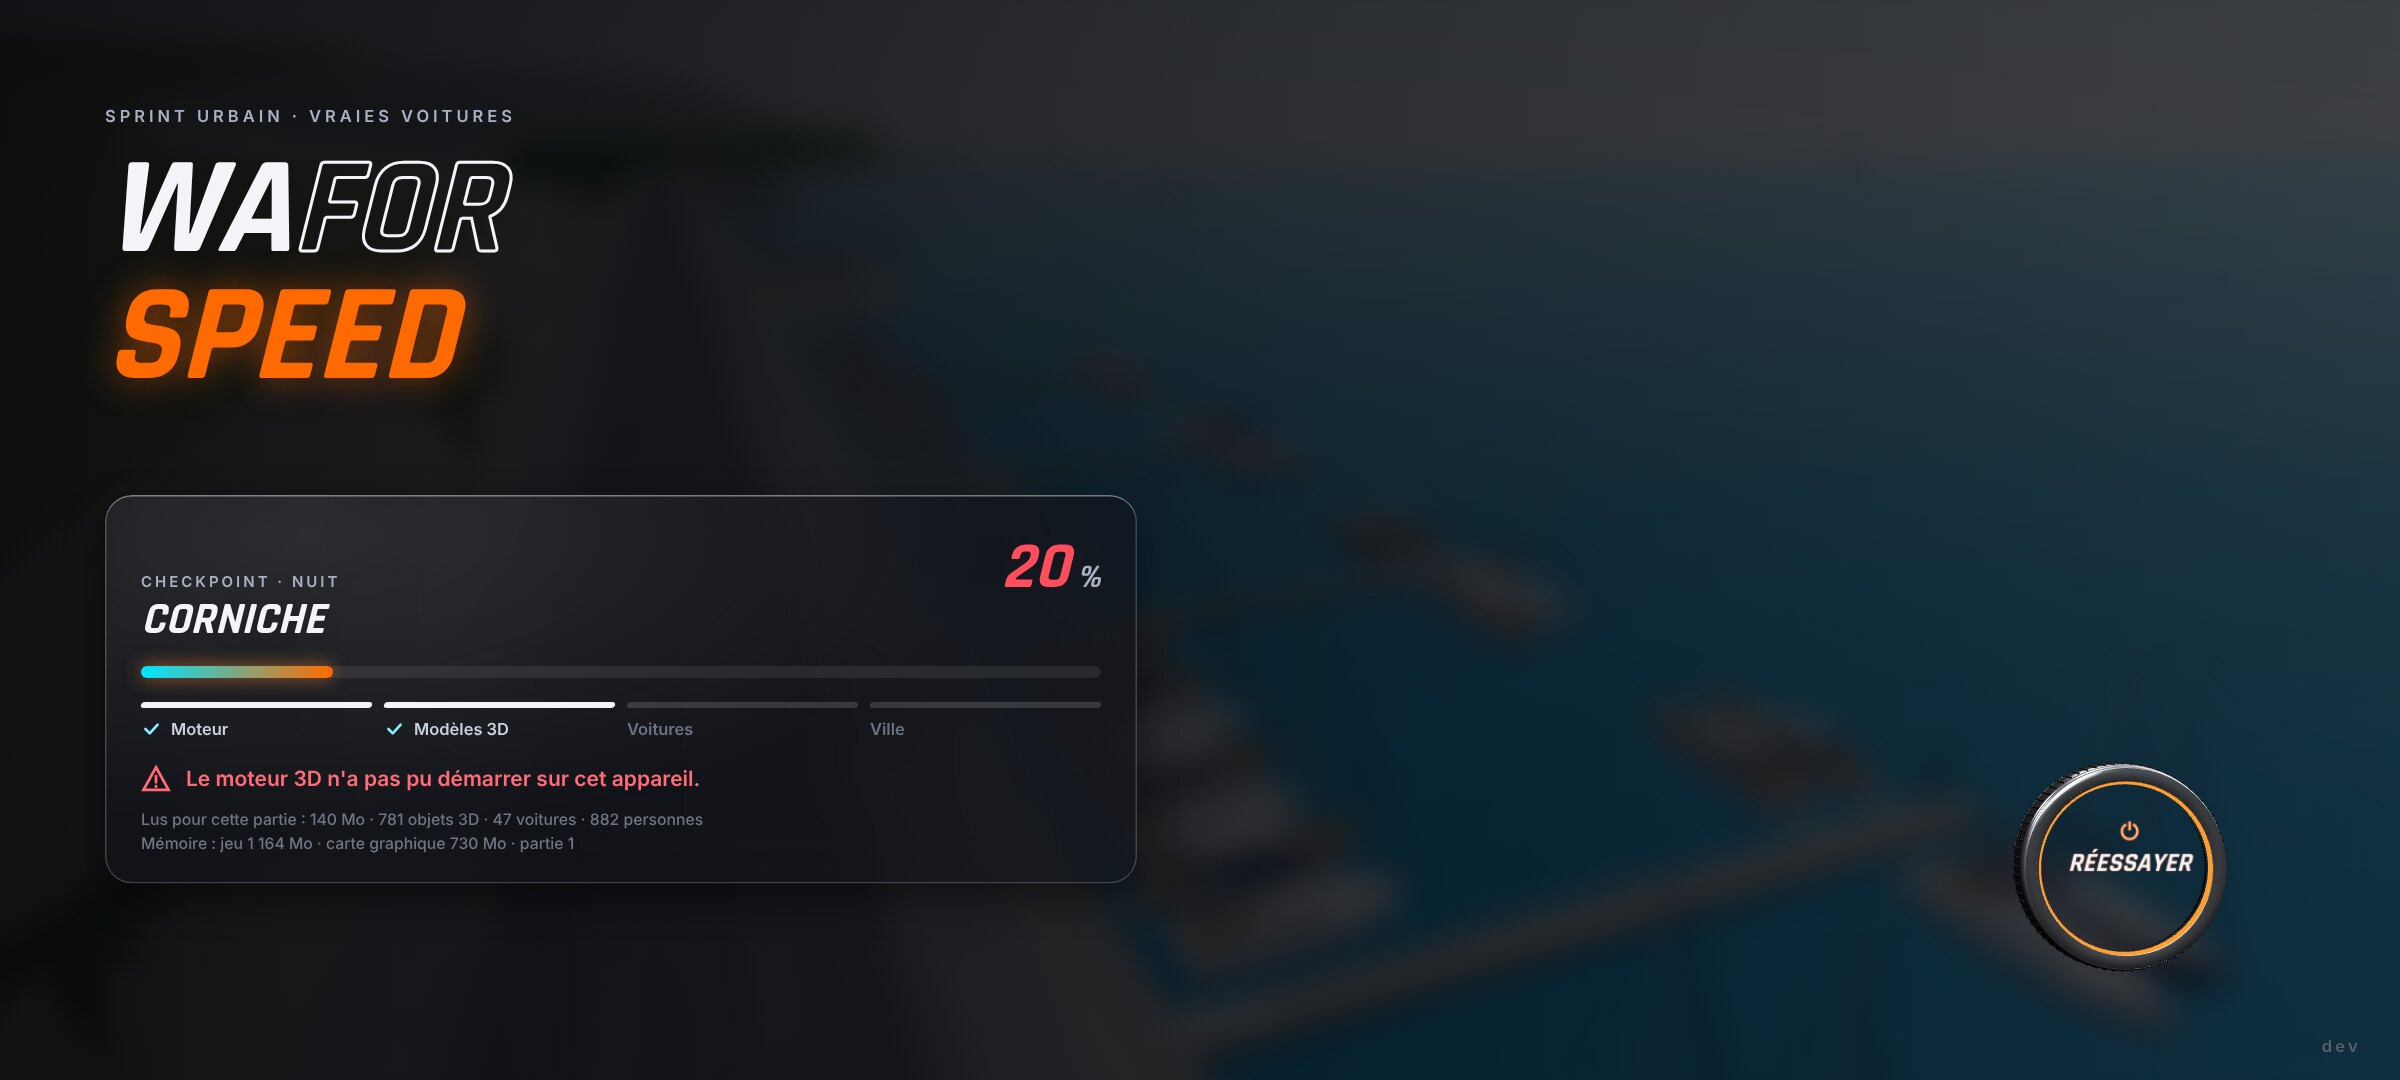 SPRINT URBAIN · VRAIES VOITURES
WAFOR
SPEED
CHECKPOINT · NUIT
CORNICHE
20 %
Moteur
Modèles 3D
Voitures
Ville
Le moteur 3D n'a pas pu démarrer sur cet appareil.
Lus pour cette partie : 140 Mo · 781 objets 3D · 47 voitures · 882 personnes
Mémoire : jeu 1 164 Mo · carte graphique 730 Mo · partie 1
RÉESSAYER
dev